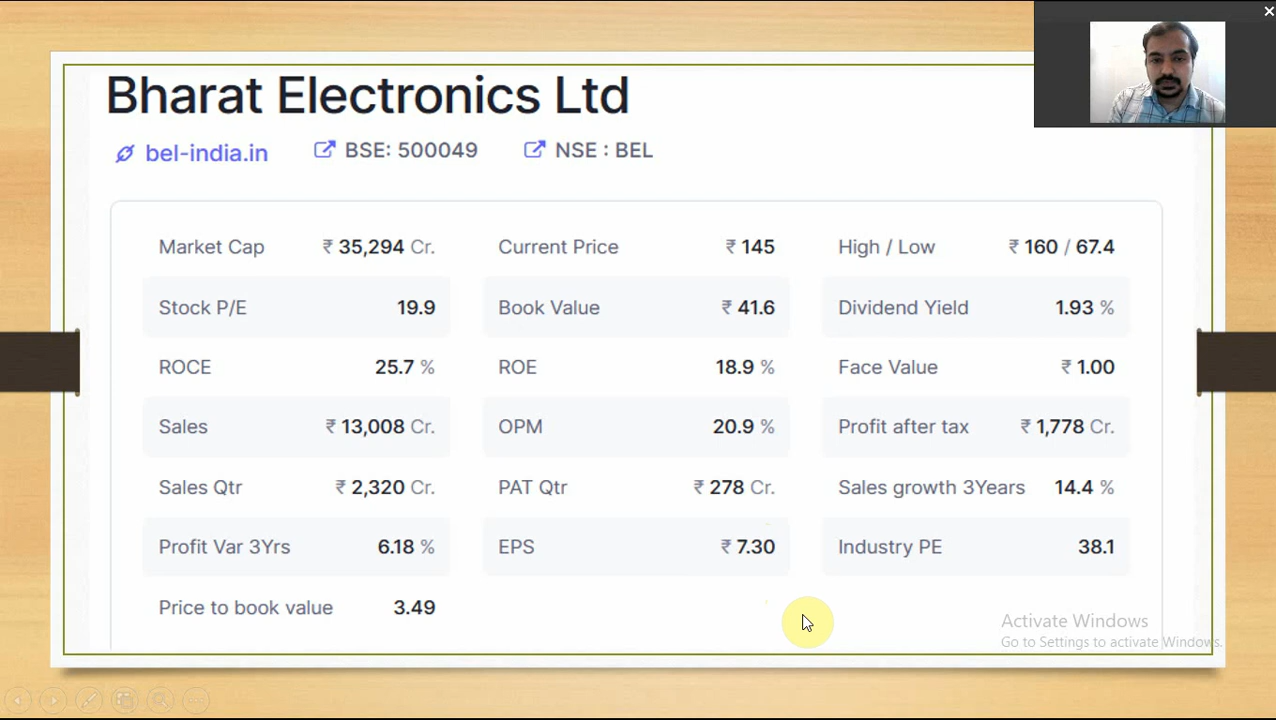 Bharat Electronics Ltd
bel-india.in BSE: 500049 NSE : BEL
Market Cap ₹ 35,294 Cr. Current Price ₹ 145 High / Low ₹ 160 / 67.4
Stock P/E 19.9 Book Value ₹ 41.6 Dividend Yield 1.93 %
ROCE 25.7 % ROE 18.9 % Face Value ₹ 1.00
Sales ₹ 13,008 Cr. OPM 20.9 % Profit after tax ₹ 1,778 Cr.
Sales Qtr ₹ 2,320 Cr. PAT Qtr ₹ 278 Cr. Sales growth 3Years 14.4 %
Profit Var 3Yrs 6.18 % EPS ₹ 7.30 Industry PE 38.1
Price to book value 3.49
Activate Windows
Go to Settings to activate Windows.